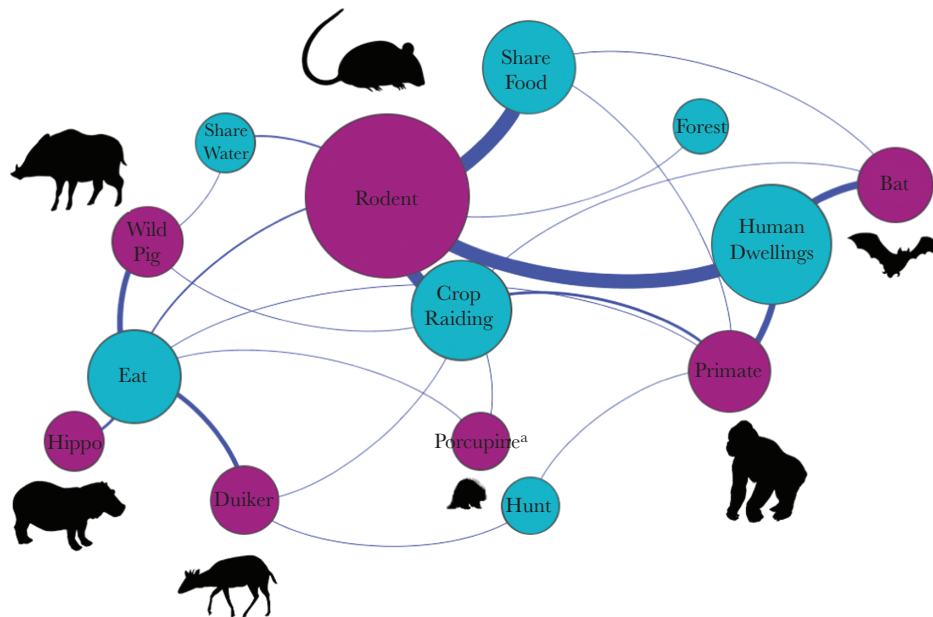 Share
Food
Share
Water
Forest
Rodent
Bat
Wild
Pig
Human
Dwellings
Crop
Raiding
Eat
Primate
Hippo
Porcupineᵃ
Duiker
Hunt